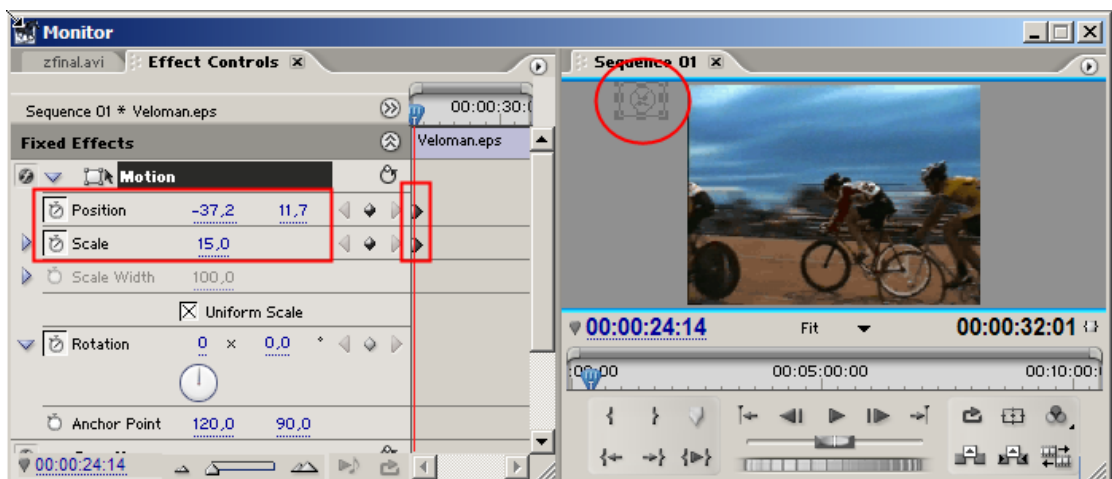 Monitor
zfinal.avi Effect Controls
Sequence 01 * Veloman.eps
00:00:30:0
Fixed Effects
Veloman.eps
Motion
Position -37,2 11,7
Scale 15,0
Scale Width 100,0
Uniform Scale
Rotation 0 x 0,0 °
Anchor Point 120,0 90,0
00:00:24:14
Sequence 01
00:00:24:14 Fit 00:00:32:01
:00:00 00:05:00:00 00:10:00: